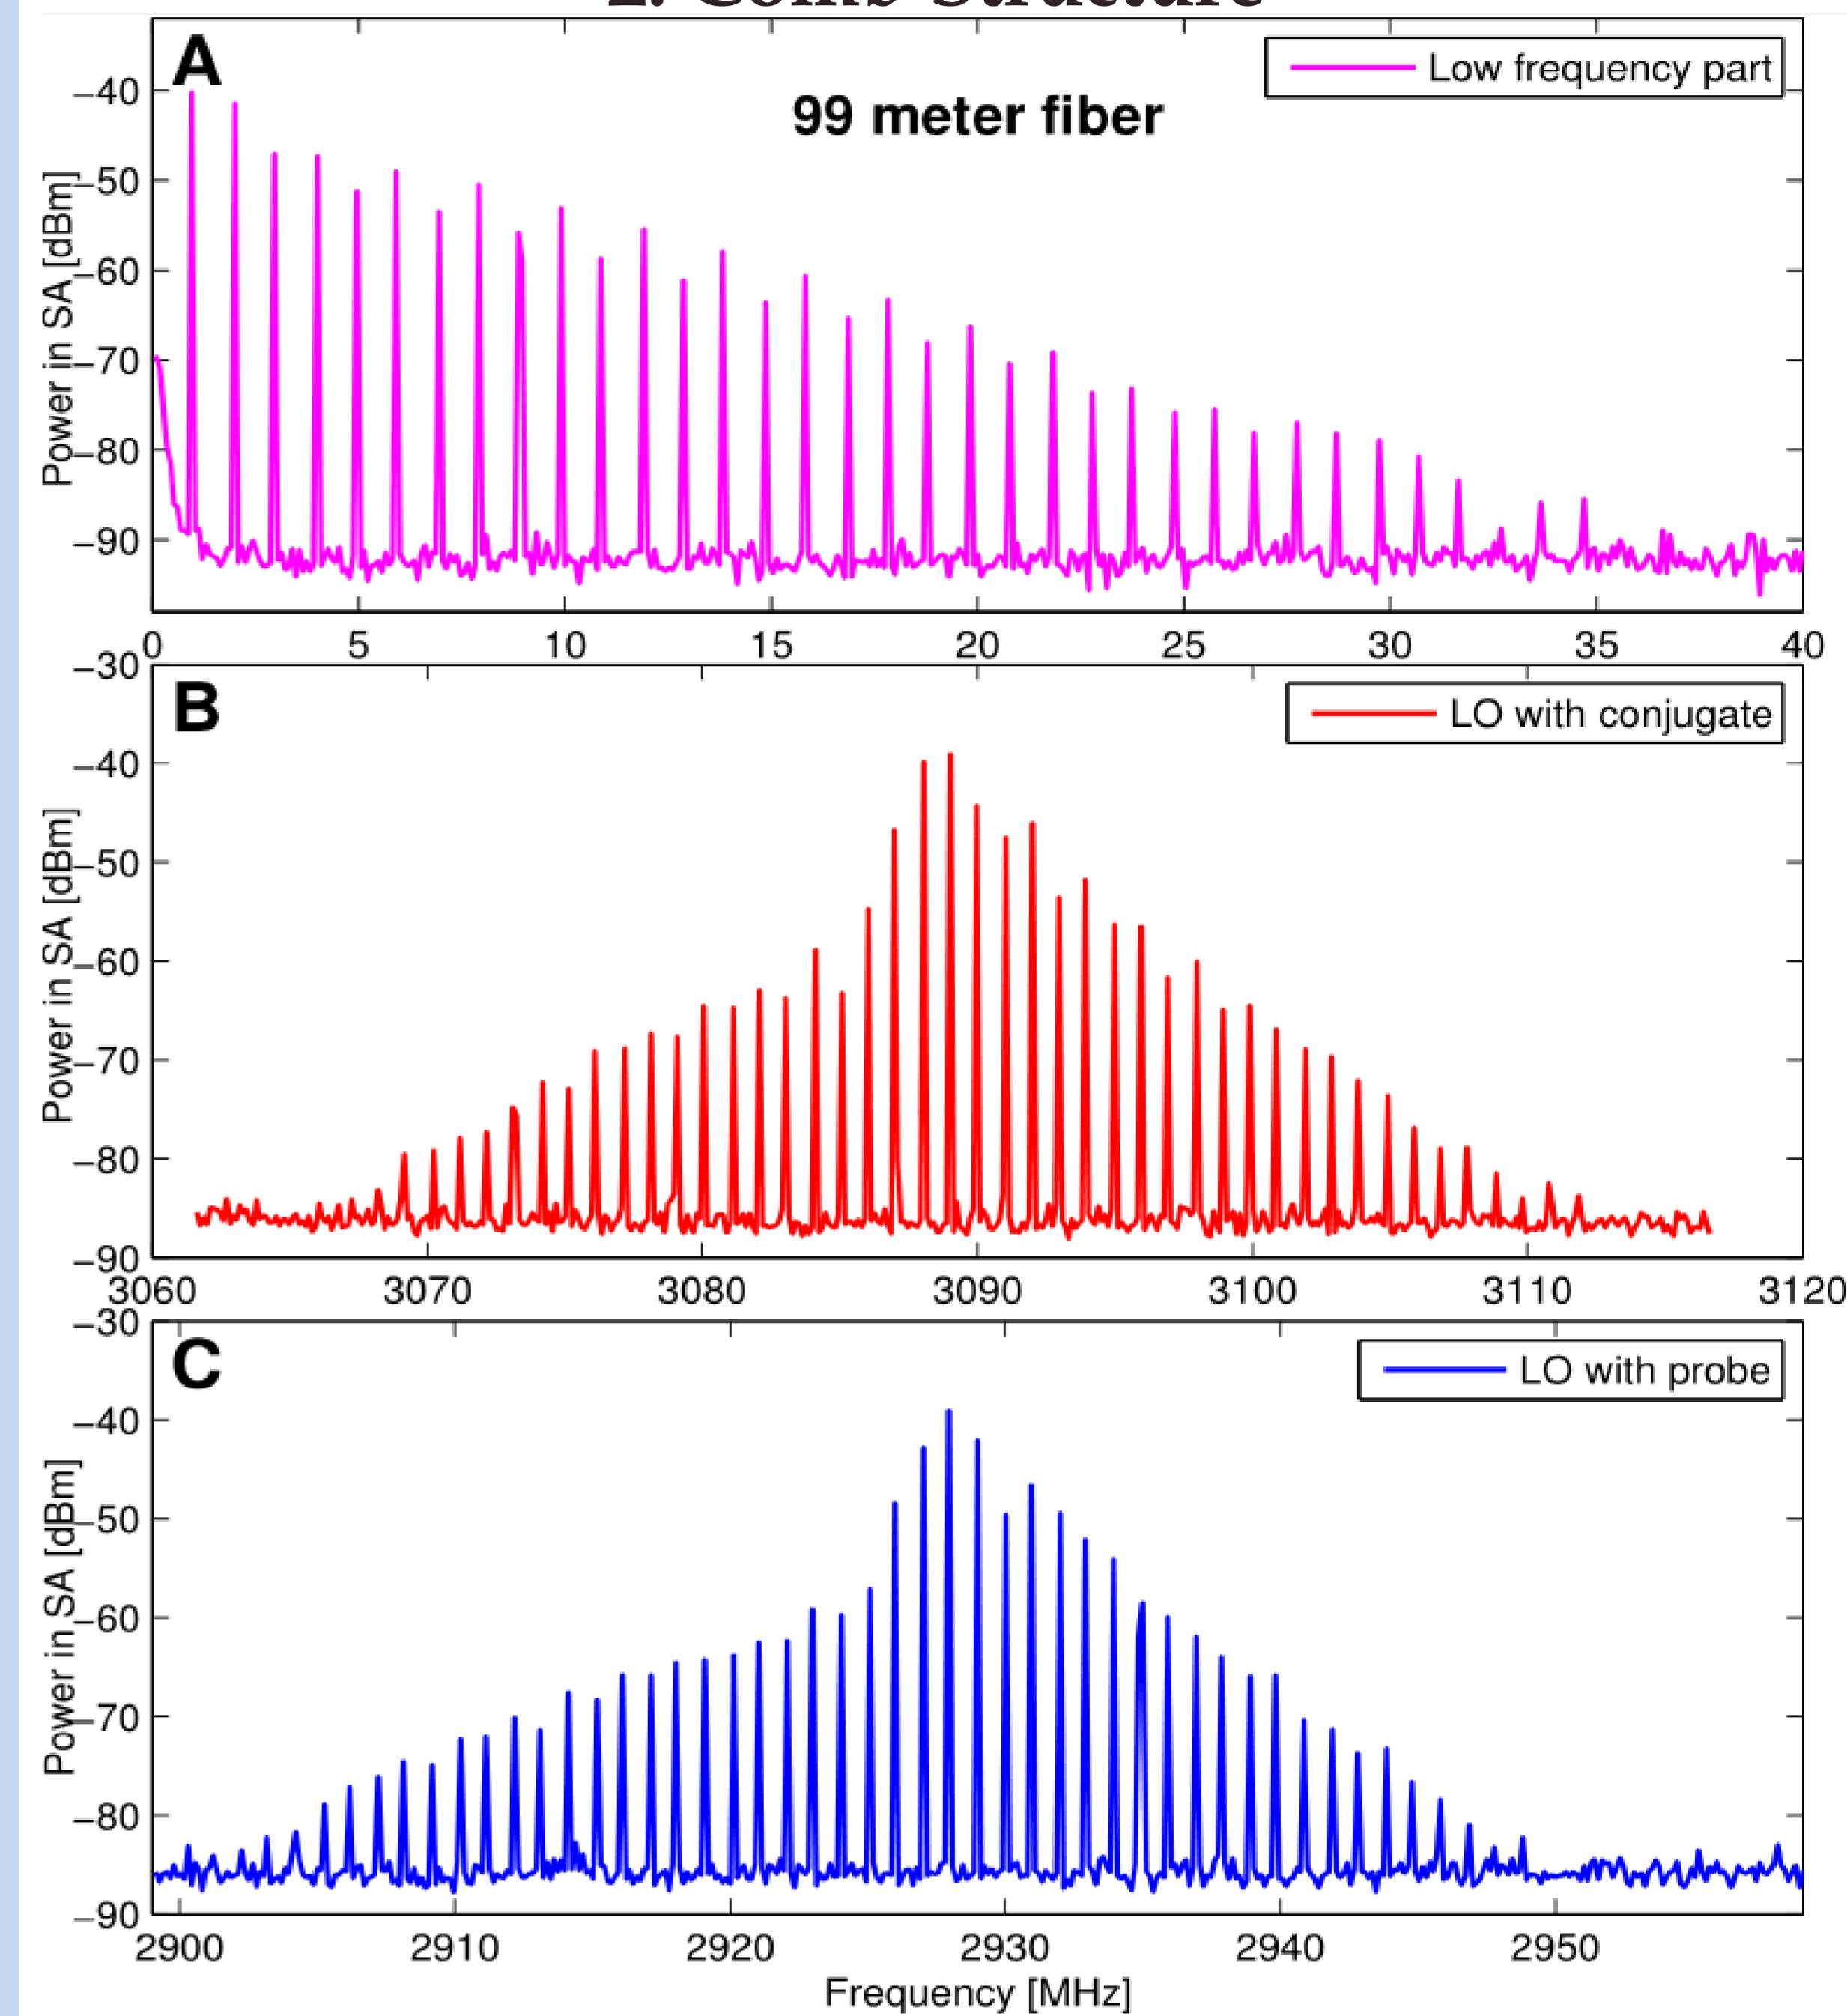 2. Comb Structure
A
Low frequency part
99 meter fiber
Power in SA [dBm]
−40
−50
−60
−70
−80
−90
0 5 10 15 20 25 30 35 40
B
LO with conjugate
Power in SA [dBm]
−30
−40
−50
−60
−70
−80
−90
3060 3070 3080 3090 3100 3110 3120
C
LO with probe
Power in SA [dBm]
−30
−40
−50
−60
−70
−80
−90
2900 2910 2920 2930 2940 2950
Frequency [MHz]